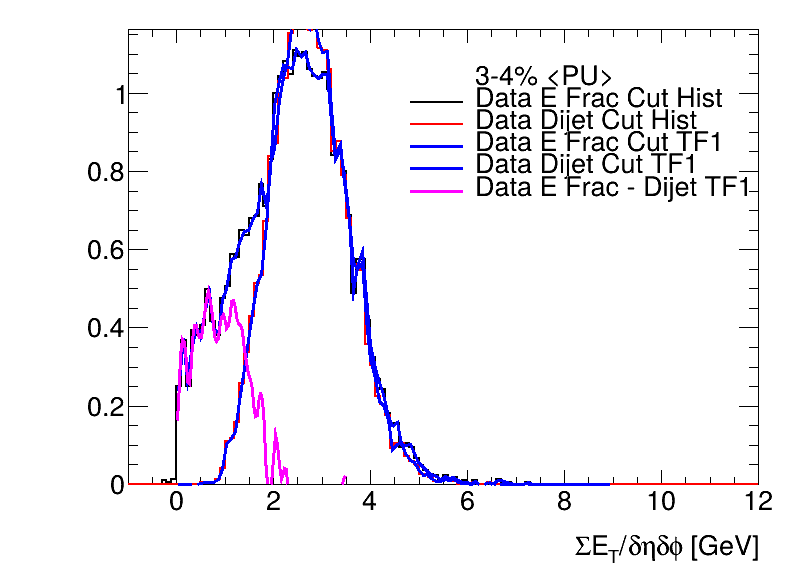 3-4% <PU>
Data E Frac Cut Hist
Data Dijet Cut Hist
Data E Frac Cut TF1
Data Dijet Cut TF1
Data E Frac - Dijet TF1
1
0.8
0.6
0.4
0.2
0
0 2 4 6 8 10 12
ΣE_T/δηδφ [GeV]